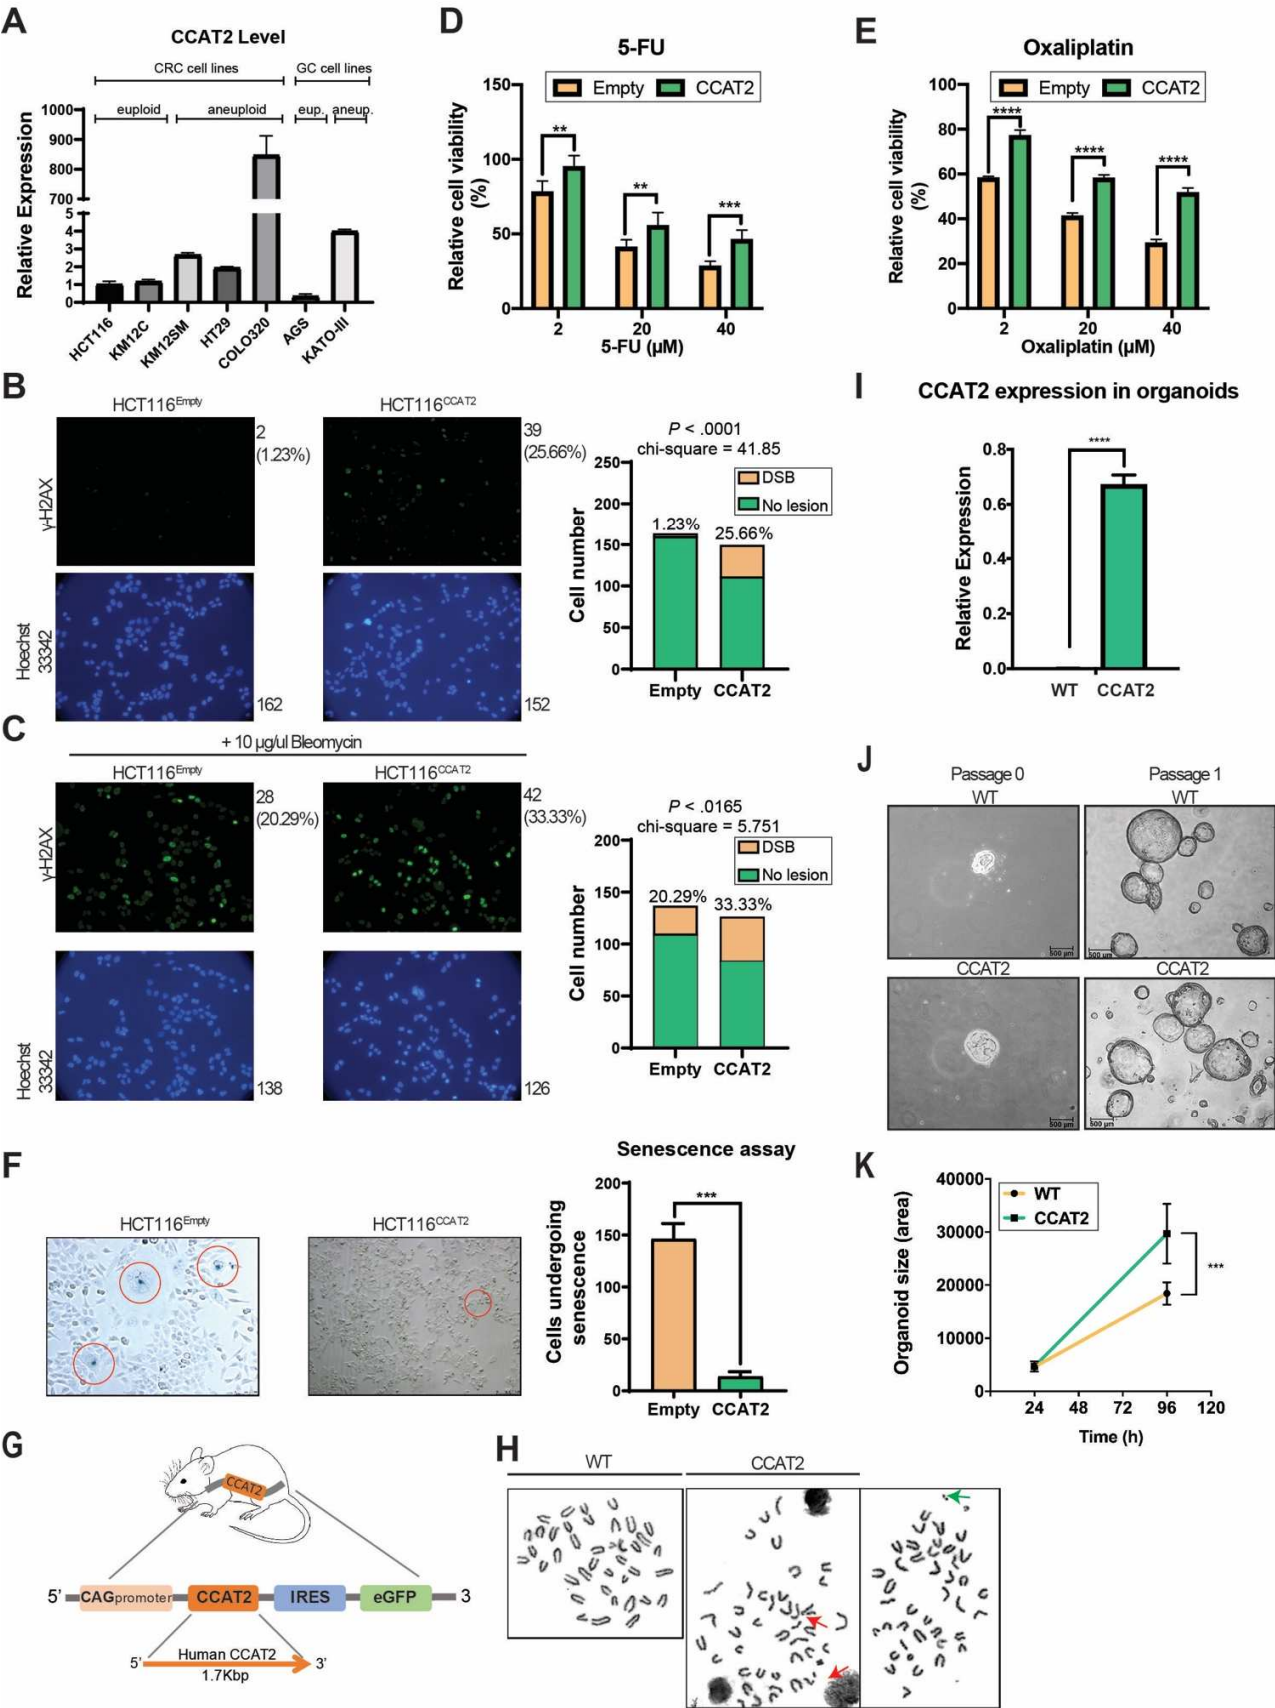 A
CCAT2 Level
CRC cell lines
GC cell lines
euploid
aneuploid
eup.
aneup.
Relative Expression
1000
900
800
700
5
4
3
2
1
0
HCT116
KM12C
KM12SM
HT29
COLO320
AGS
KATO-III
D
5-FU
Empty
CCAT2
Relative cell viability
(%)
150
100
50
0
**
**
***
2
20
40
5-FU (µM)
E
Oxaliplatin
Empty
CCAT2
Relative cell viability
(%)
100
80
60
40
20
0
****
****
****
2
20
40
Oxaliplatin (µM)
B
HCT116Empty
HCT116CCAT2
γ-H2AX
2
(1.23%)
39
(25.66%)
Hoechst
33342
162
152
P < .0001
chi-square = 41.85
DSB
No lesion
Cell number
250
200
150
100
50
0
1.23%
25.66%
Empty
CCAT2
I
CCAT2 expression in organoids
Relative Expression
0.8
0.6
0.4
0.2
0.0
****
WT
CCAT2
C
+ 10 µg/ul Bleomycin
HCT116Empty
HCT116CCAT2
γ-H2AX
28
(20.29%)
42
(33.33%)
Hoechst
33342
138
126
P < .0165
chi-square = 5.751
DSB
No lesion
Cell number
200
150
100
50
0
20.29%
33.33%
Empty
CCAT2
J
Passage 0
WT
Passage 1
WT
500 µm
500 µm
CCAT2
CCAT2
500 µm
500 µm
F
HCT116Empty
HCT116CCAT2
Senescence assay
Cells undergoing
senescence
200
150
100
50
0
***
Empty
CCAT2
K
Organoid size (area)
40000
30000
20000
10000
0
WT
CCAT2
***
24
48
72
96
120
Time (h)
G
CCAT2
5'
CAGpromoter
CCAT2
IRES
eGFP
3
5'
Human CCAT2
1.7Kbp
3'
H
WT
CCAT2